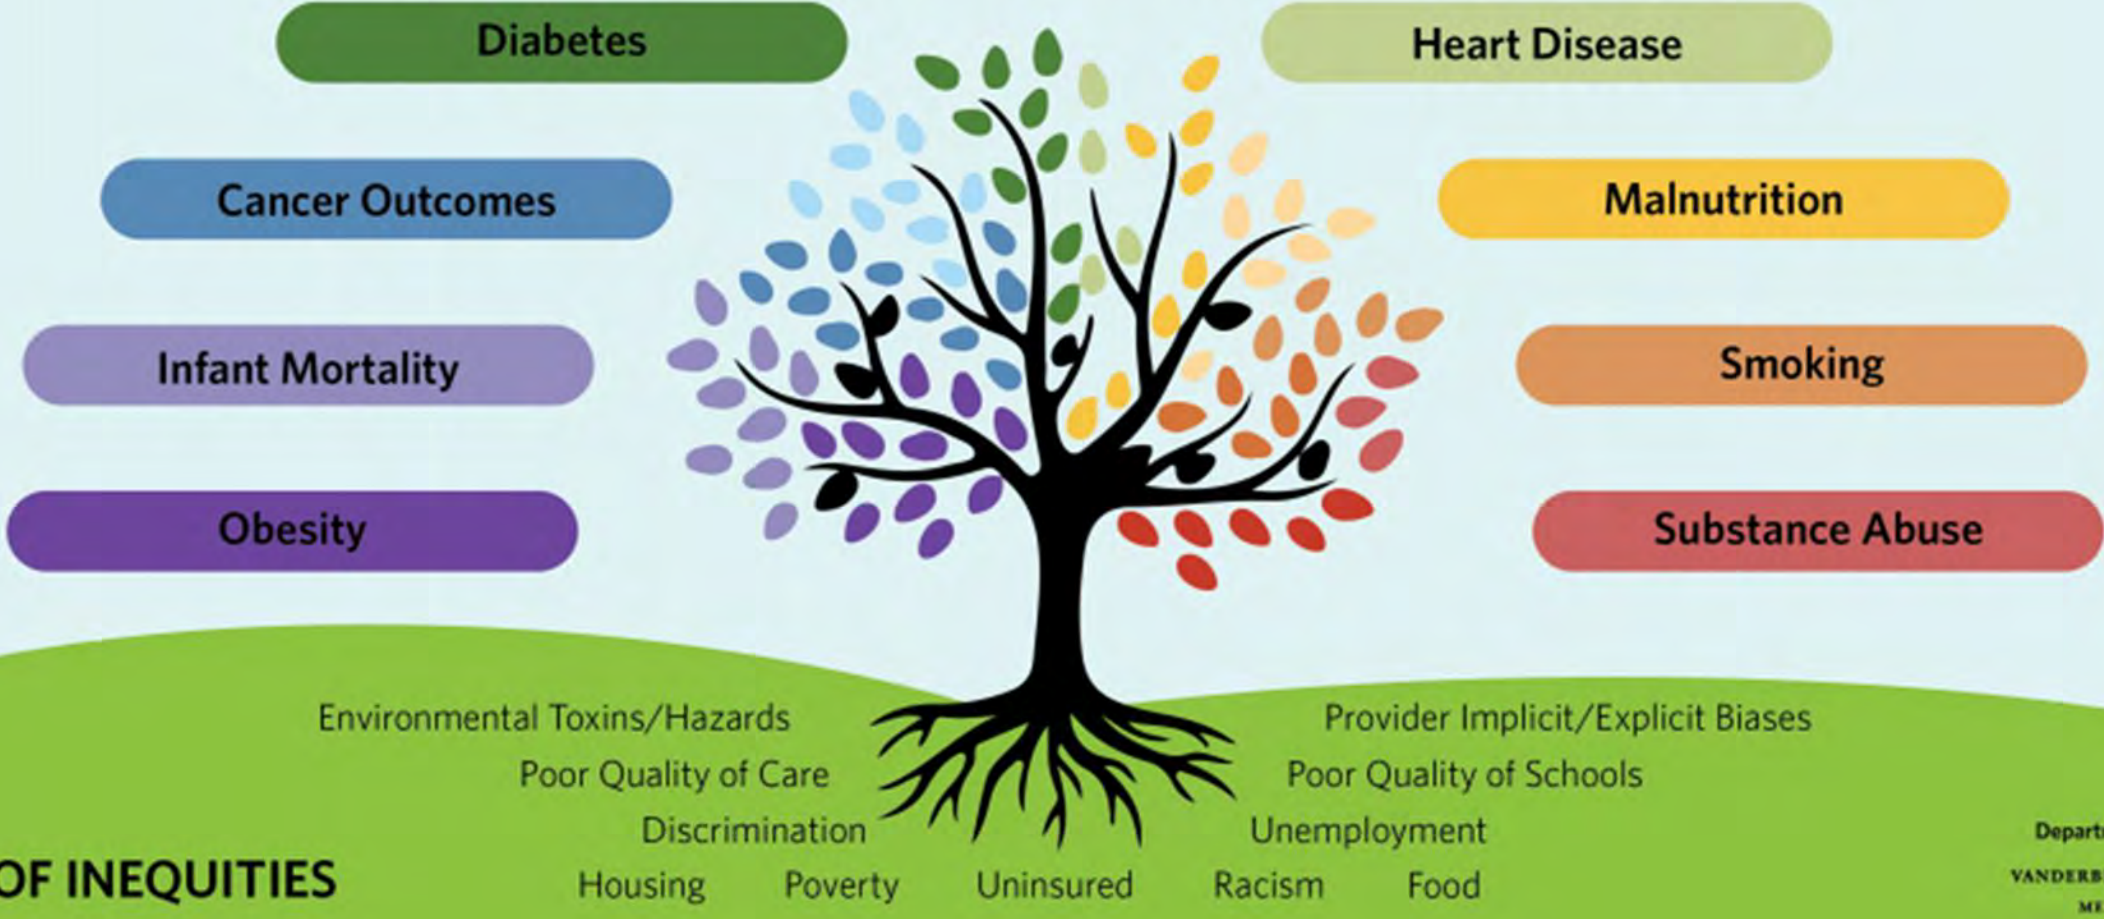 Diabetes
Heart Disease
Cancer Outcomes
Malnutrition
Infant Mortality
Smoking
Obesity
Substance Abuse
Environmental Toxins/Hazards
Provider Implicit/Explicit Biases
Poor Quality of Care
Poor Quality of Schools
Discrimination
Unemployment
Housing Poverty Uninsured Racism Food
OF INEQUITIES